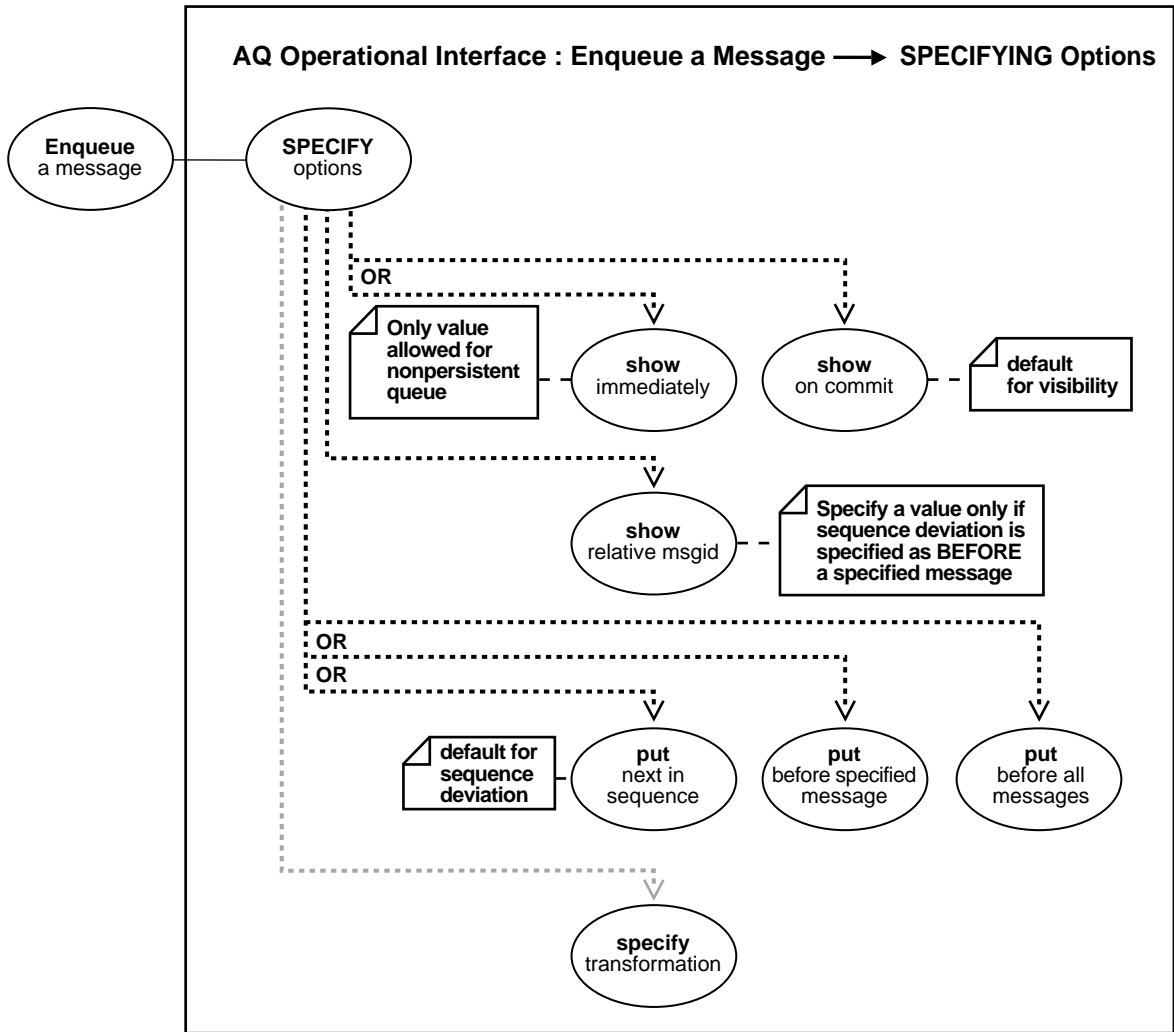 AQ Operational Interface : Enqueue a Message → SPECIFYING Options
Enqueue
a message
SPECIFY
options
OR
Only value
allowed for
nonpersistent
queue
show
immediately
show
on commit
default
for visibility
show
relative msgid
Specify a value only if
sequence deviation is
specified as BEFORE
a specified message
OR
OR
default for
sequence
deviation
put
next in
sequence
put
before specified
message
put
before all
messages
specify
transformation